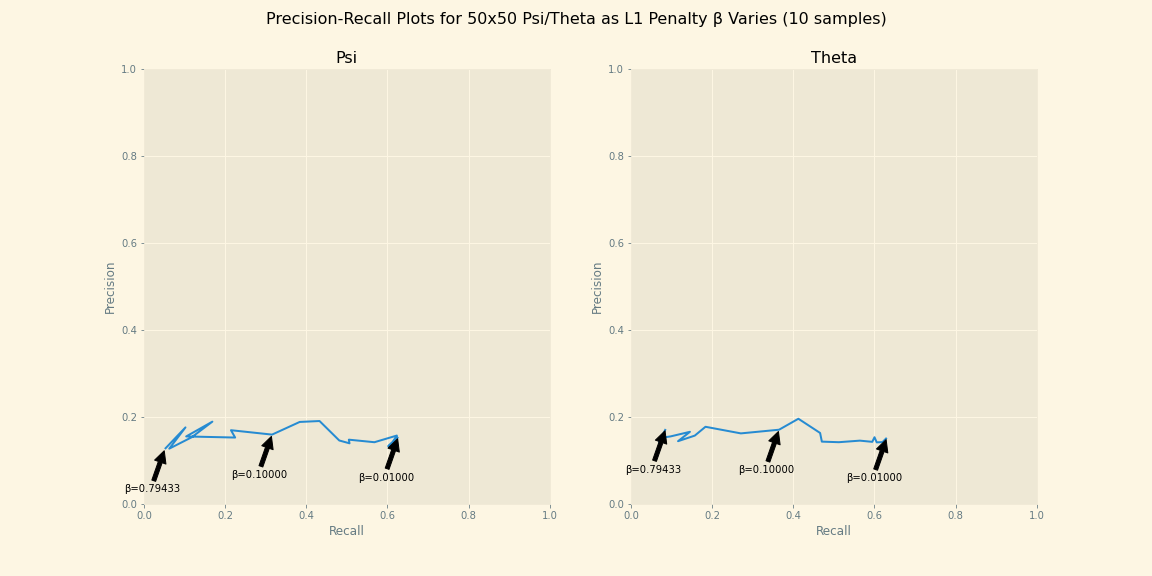 Precision-Recall Plots for 50x50 Psi/Theta as L1 Penalty β Varies (10 samples)
Psi
1.0
0.8
0.6
0.4
0.2
0.0
Precision
β=0.79433
β=0.10000
β=0.01000
0.0 0.2 0.4 0.6 0.8 1.0
Recall
Theta
1.0
0.8
0.6
0.4
0.2
0.0
Precision
β=0.79433
β=0.10000
β=0.01000
0.0 0.2 0.4 0.6 0.8 1.0
Recall